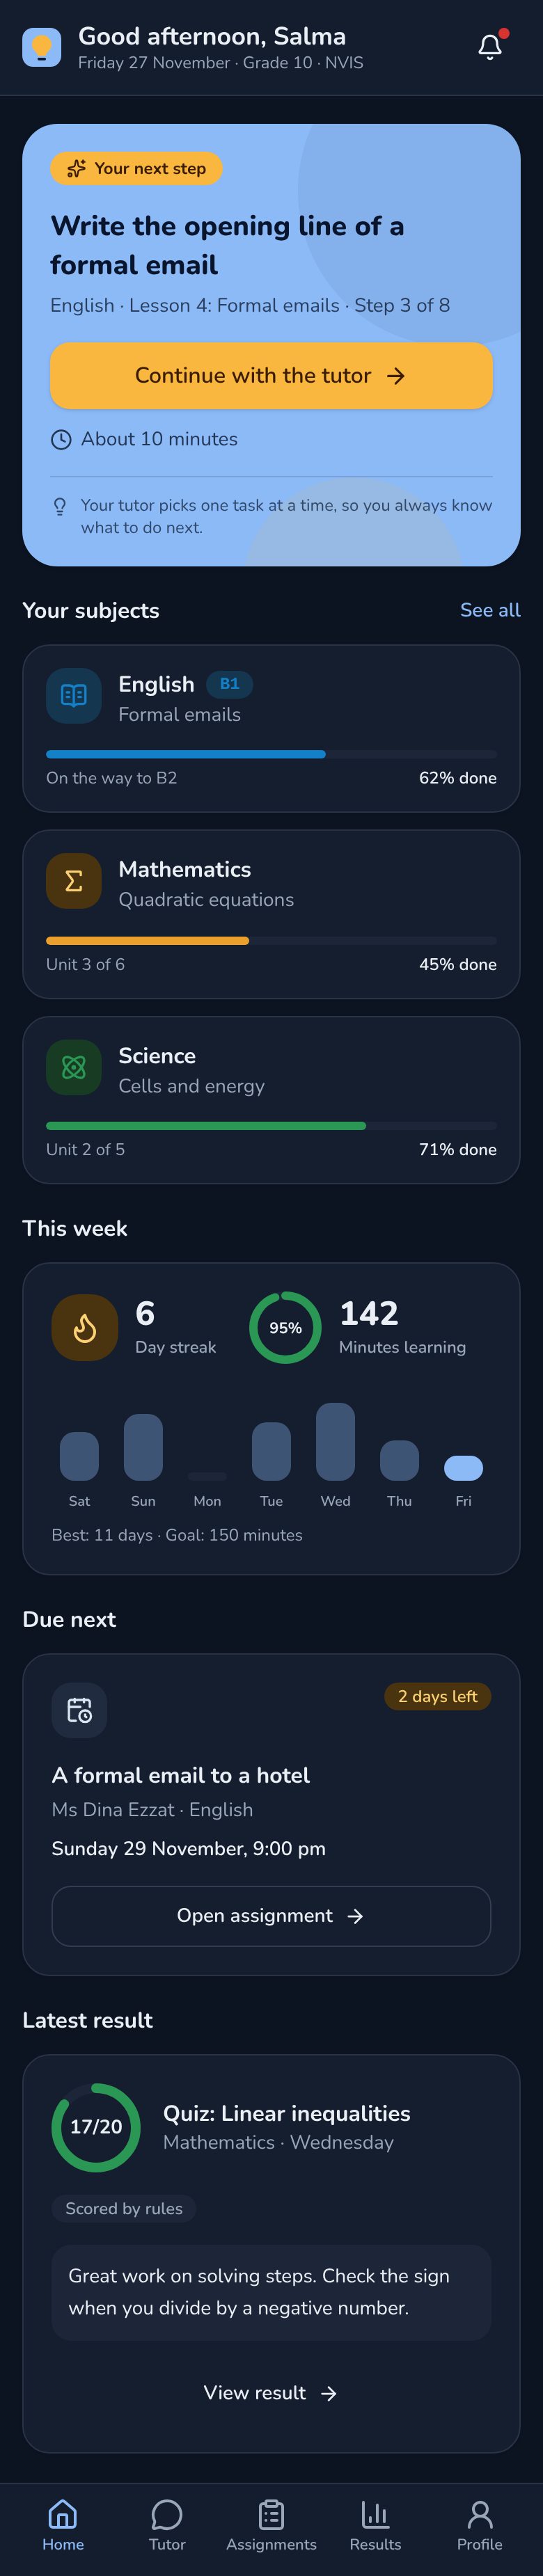 Good afternoon, Salma
Friday 27 November · Grade 10 · NVIS
Your next step
Write the opening line of a
formal email
English · Lesson 4: Formal emails · Step 3 of 8
Continue with the tutor
About 10 minutes
Your tutor picks one task at a time, so you always know
what to do next.
Your subjects
See all
English
B1
Formal emails
On the way to B2
62% done
Mathematics
Quadratic equations
Unit 3 of 6
45% done
Science
Cells and energy
Unit 2 of 5
71% done
This week
6
Day streak
95%
142
Minutes learning
Sat
Sun
Mon
Tue
Wed
Thu
Fri
Best: 11 days · Goal: 150 minutes
Due next
2 days left
A formal email to a hotel
Ms Dina Ezzat · English
Sunday 29 November, 9:00 pm
Open assignment
Latest result
17/20
Quiz: Linear inequalities
Mathematics · Wednesday
Scored by rules
Great work on solving steps. Check the sign
when you divide by a negative number.
View result
Home
Tutor
Assignments
Results
Profile